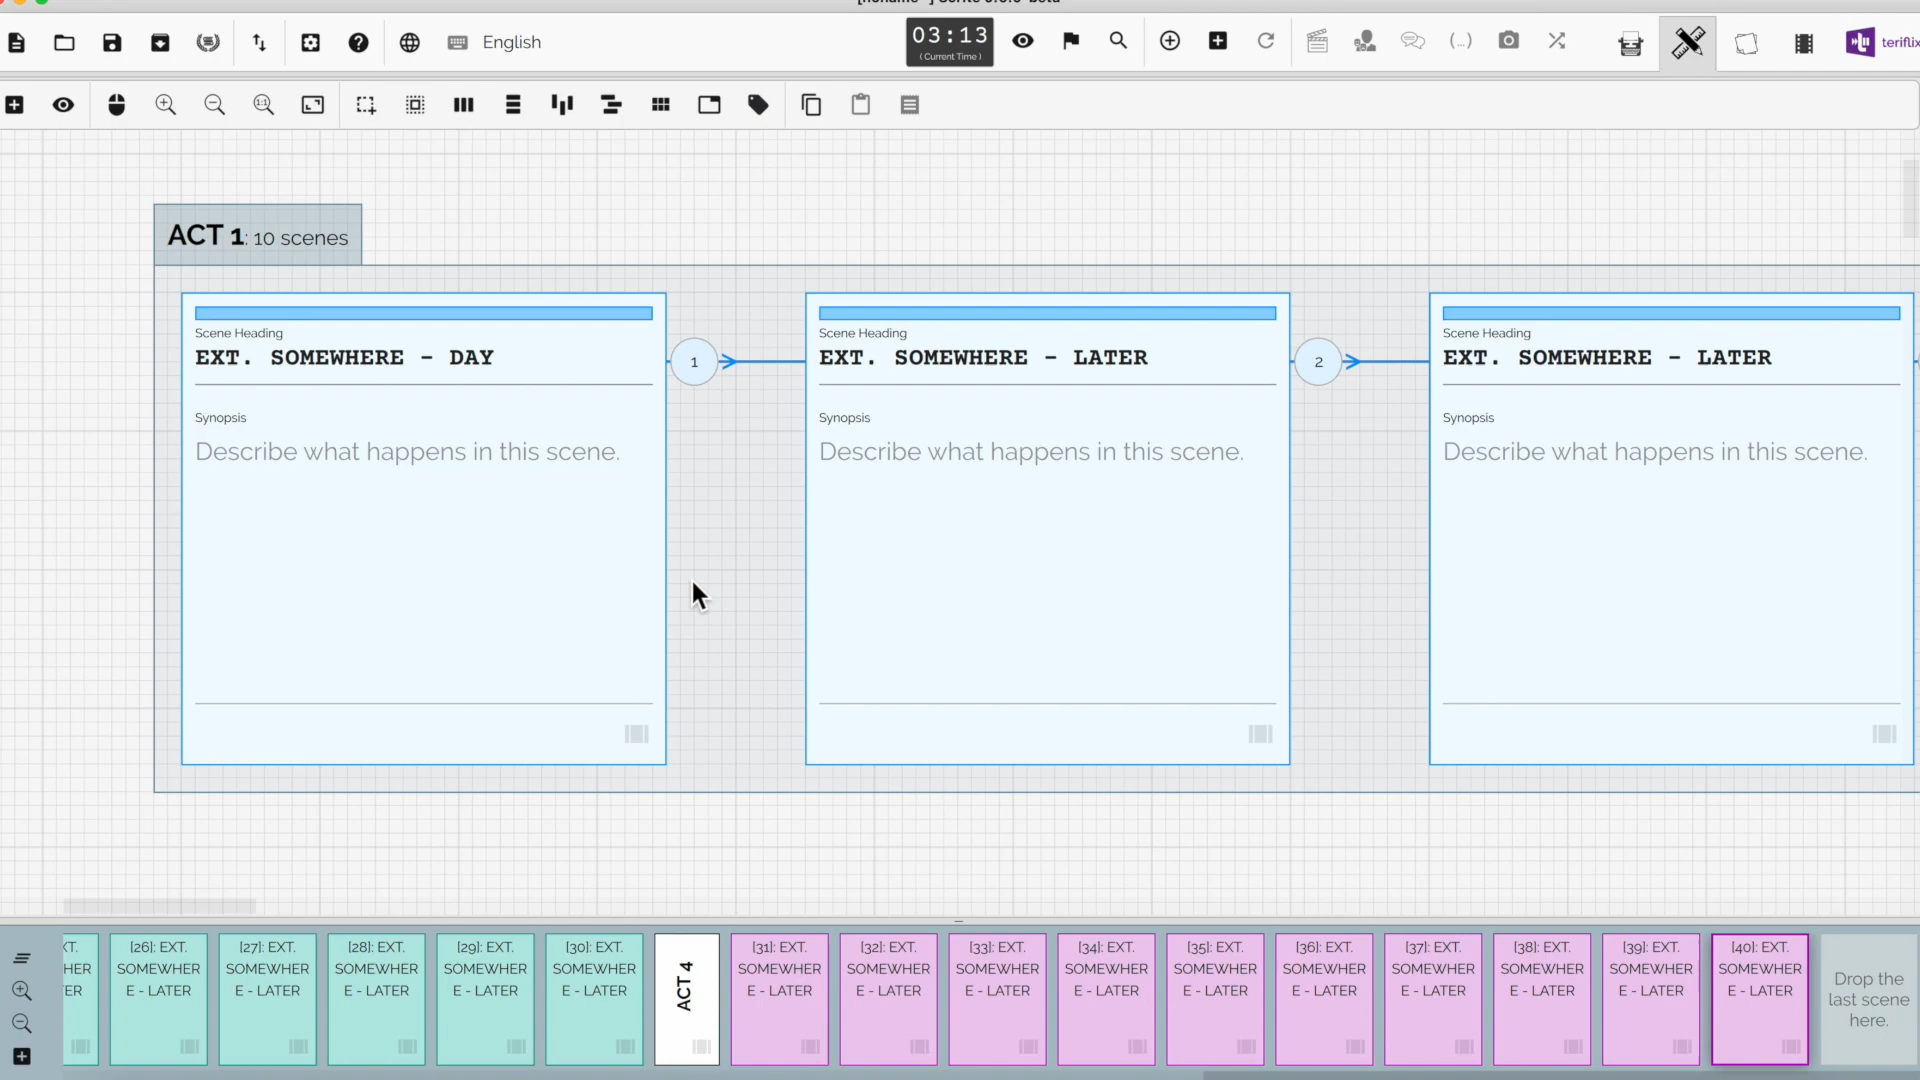 English
03:13
( Current Time )
teriflix
ACT 1: 10 scenes
Scene Heading
EXT. SOMEWHERE - DAY
Synopsis
Describe what happens in this scene.
1
Scene Heading
EXT. SOMEWHERE - LATER
Synopsis
Describe what happens in this scene.
2
Scene Heading
EXT. SOMEWHERE - LATER
Synopsis
Describe what happens in this scene.
XT.
HER
ER
[26]: EXT.
SOMEWHER
E - LATER
[27]: EXT.
SOMEWHER
E - LATER
[28]: EXT.
SOMEWHER
E - LATER
[29]: EXT.
SOMEWHER
E - LATER
[30]: EXT.
SOMEWHER
E - LATER
ACT 4
[31]: EXT.
SOMEWHER
E - LATER
[32]: EXT.
SOMEWHER
E - LATER
[33]: EXT.
SOMEWHER
E - LATER
[34]: EXT.
SOMEWHER
E - LATER
[35]: EXT.
SOMEWHER
E - LATER
[36]: EXT.
SOMEWHER
E - LATER
[37]: EXT.
SOMEWHER
E - LATER
[38]: EXT.
SOMEWHER
E - LATER
[39]: EXT.
SOMEWHER
E - LATER
[40]: EXT.
SOMEWHER
E - LATER
Drop the
last scene
here.